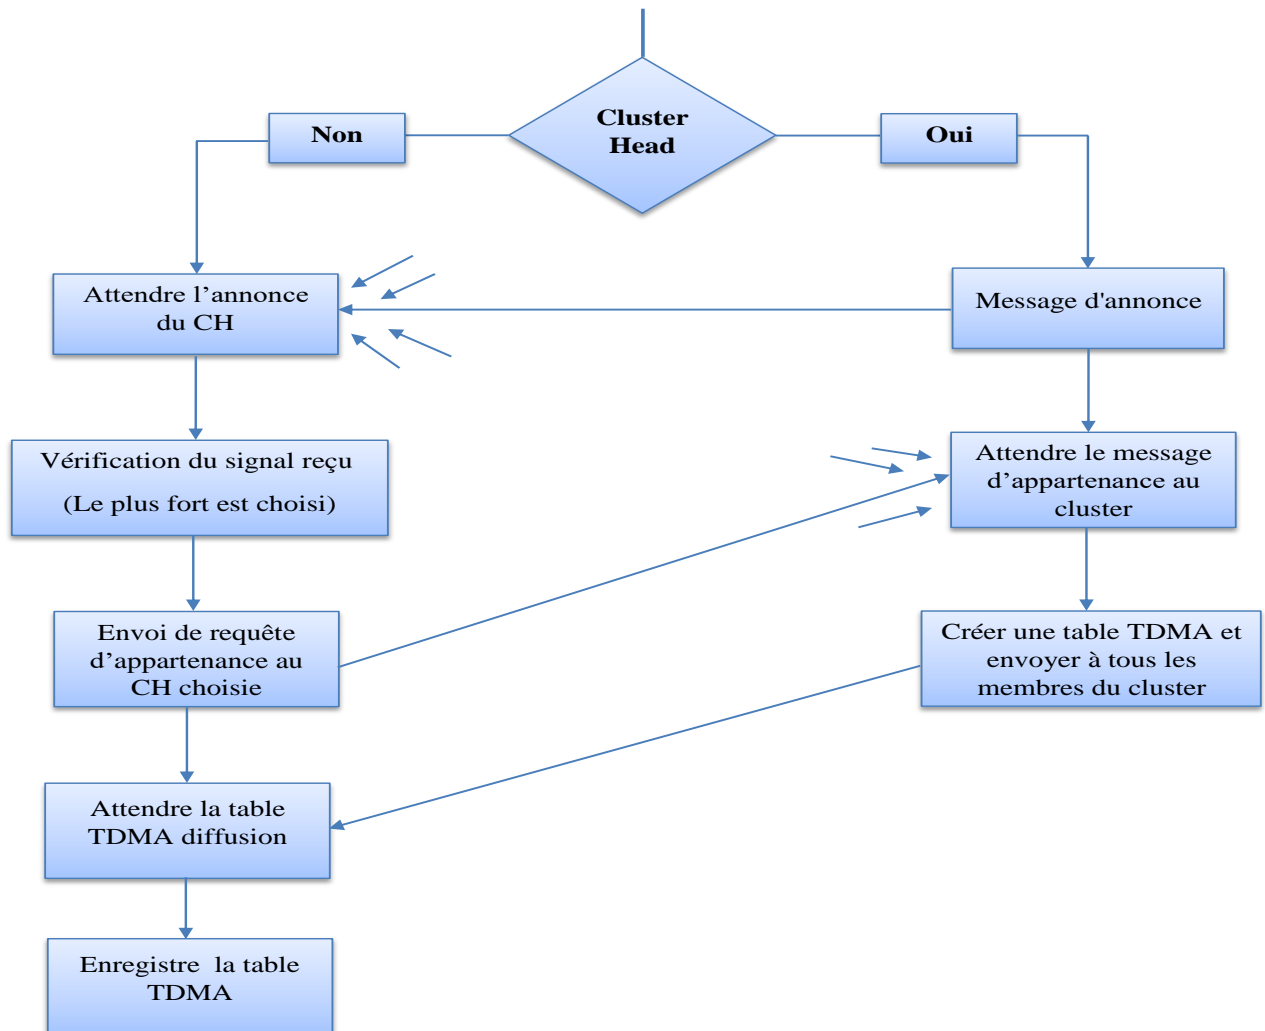 Cluster
Head
Non
Oui
Attendre l’annonce
du CH
Message d'annonce
Vérification du signal reçu
(Le plus fort est choisi)
Attendre le message
d’appartenance au
cluster
Envoi de requête
d’appartenance au
CH choisie
Créer une table TDMA et
envoyer à tous les
membres du cluster
Attendre la table
TDMA diffusion
Enregistre la table
TDMA